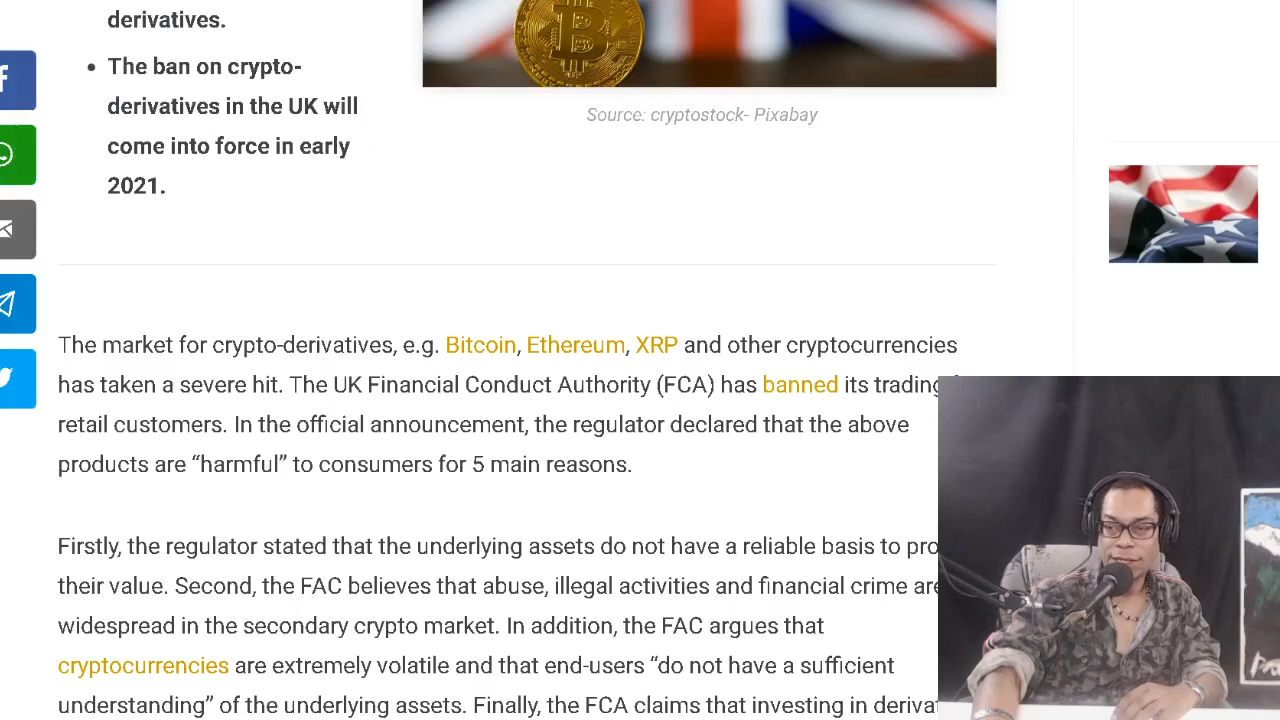 derivatives.
• The ban on crypto-
derivatives in the UK will
come into force in early
2021.
Source: cryptostock- Pixabay
The market for crypto-derivatives, e.g. Bitcoin, Ethereum, XRP and other cryptocurrencies
has taken a severe hit. The UK Financial Conduct Authority (FCA) has banned its trading
retail customers. In the official announcement, the regulator declared that the above
products are “harmful” to consumers for 5 main reasons.
Firstly, the regulator stated that the underlying assets do not have a reliable basis to pro
their value. Second, the FAC believes that abuse, illegal activities and financial crime are
widespread in the secondary crypto market. In addition, the FAC argues that
cryptocurrencies are extremely volatile and that end-users “do not have a sufficient
understanding” of the underlying assets. Finally, the FCA claims that investing in deriva